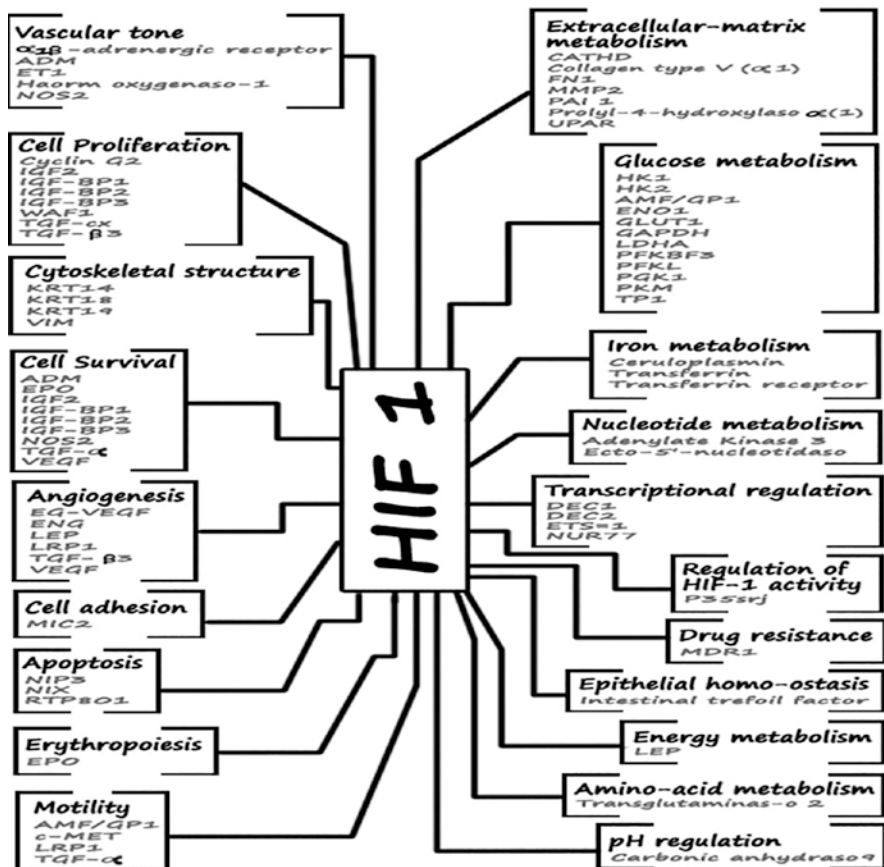 Vascular tone
α1β-adrenergic receptor
ADM
ET1
Haorm oxygenaso-1
NOS2
Cell Proliferation
Cyclin G2
IGF2
IGF-BP1
IGF-BP2
IGF-BP3
WAF1
TGF-cx
TGF-β3
Cytoskeletal structure
KRT14
KRT18
KRT19
VIM
Cell Survival
ADM
EPO
IGF2
IGF-BP1
IGF-BP2
IGF-BP3
NOS2
TGF-α
VEGF
Angiogenesis
EG-VEGF
ENG
LEP
LRP1
TGF-β3
VEGF
Cell adhesion
MIC2
Apoptosis
NIP3
NIX
RTP801
Erythropoiesis
EPO
Motility
AMF/GP1
c-MET
LRP1
TGF-α
HIF 1
Extracellular-matrix
metabolism
CATHD
Collagen type V (α1)
FN1
MMP2
PAI 1
Prolyl-4-hydroxylaso α(1)
UPAR
Glucose metabolism
HK1
HK2
AMF/GP1
ENO1
GLUT1
GAPDH
LDHA
PFKBF3
PFKL
PGK1
PKM
TP1
Iron metabolism
Ceruloplasmin
Transferrin
Transferrin receptor
Nucleotide metabolism
Adenylate Kinase 3
Ecto-5'-nucleotidaso
Transcriptional regulation
DEC1
DEC2
ETS=1
NUR77
Regulation of
HIF-1 activity
P35srj
Drug resistance
MDR1
Epithelial homo-ostasis
Intestinal trefoil factor
Energy metabolism
LEP
Amino-acid metabolism
Transglutaminas-o 2
pH regulation
Carbonic anhydraso9